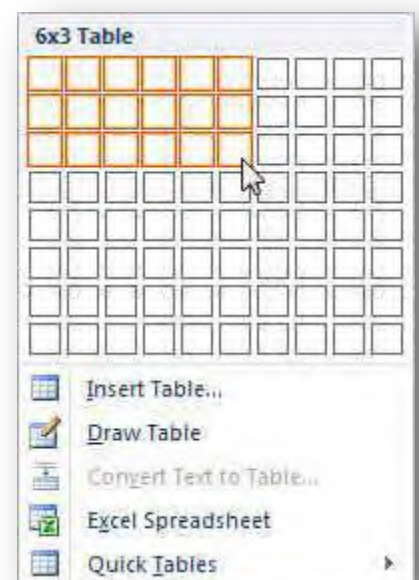 6x3 Table
Insert Table...
Draw Table
Convert Text to Table...
Excel Spreadsheet
Quick Tables